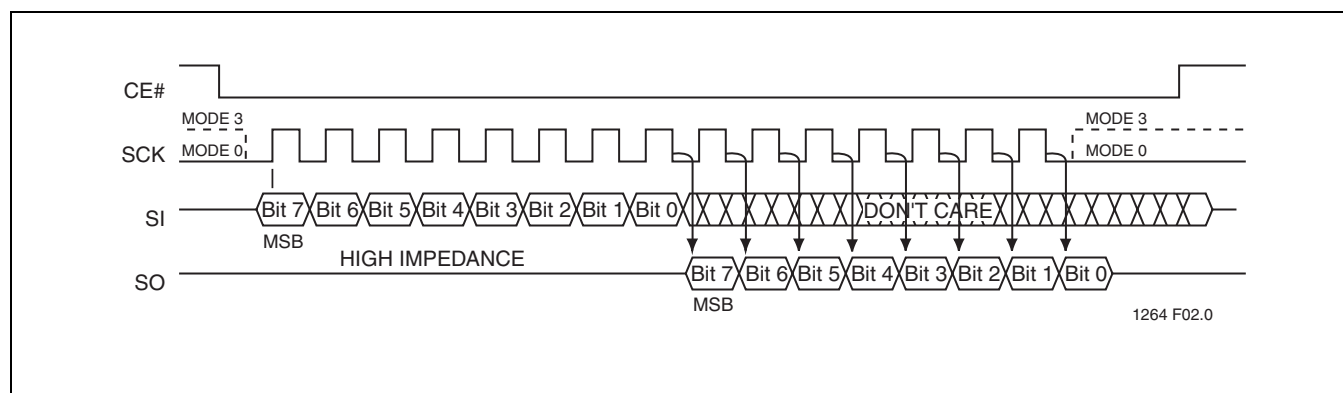 CE#
MODE 3 MODE 3
SCK MODE 0 MODE 0
SI Bit 7 Bit 6 Bit 5 Bit 4 Bit 3 Bit 2 Bit 1 Bit 0 DON'T CARE
MSB
HIGH IMPEDANCE
SO Bit 7 Bit 6 Bit 5 Bit 4 Bit 3 Bit 2 Bit 1 Bit 0
MSB
1264 F02.0